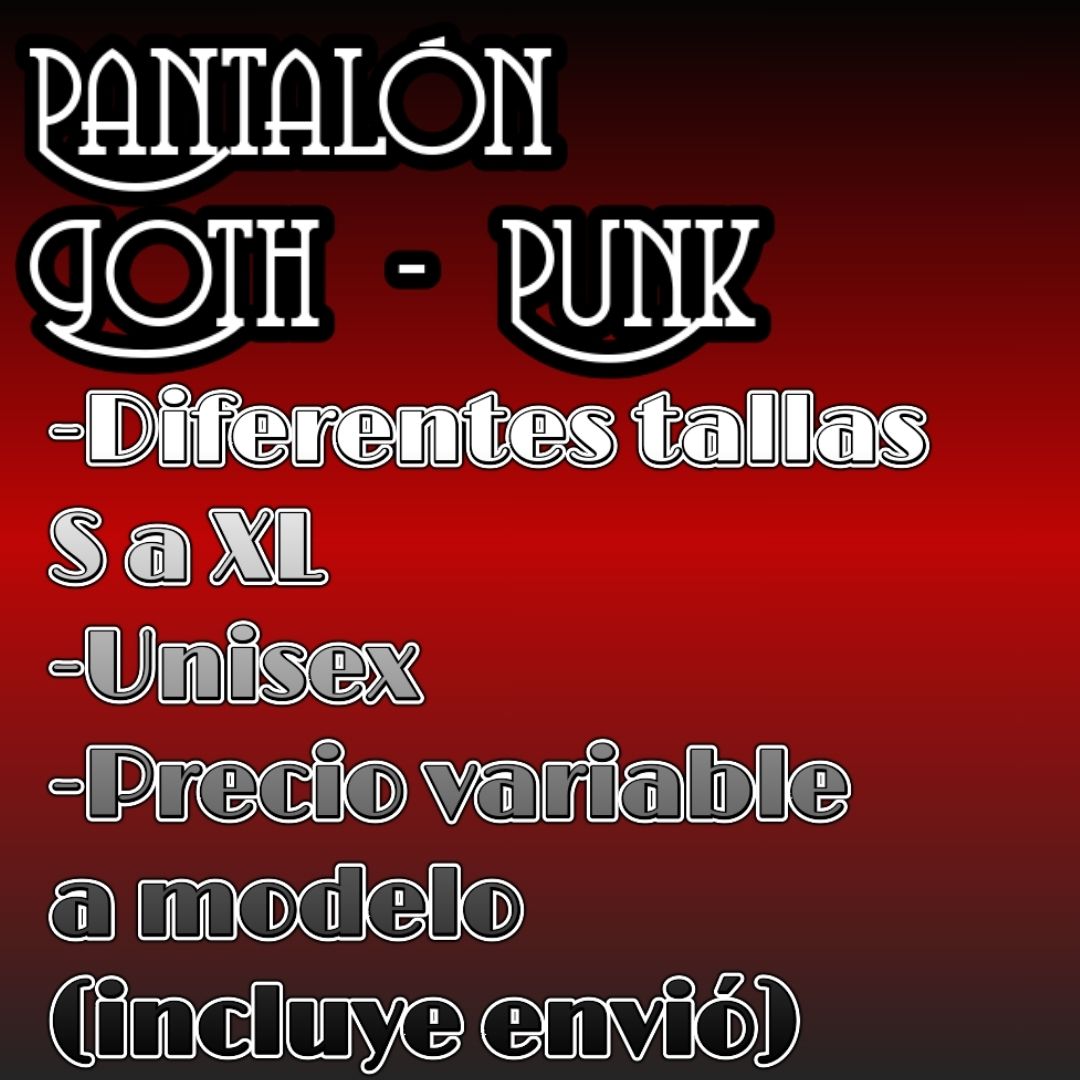 PANTALÓN
GOTH - PUNK
-Diferentes tallas
S a XL
-Unisex
-Precio variable
a modelo
(incluye envió)